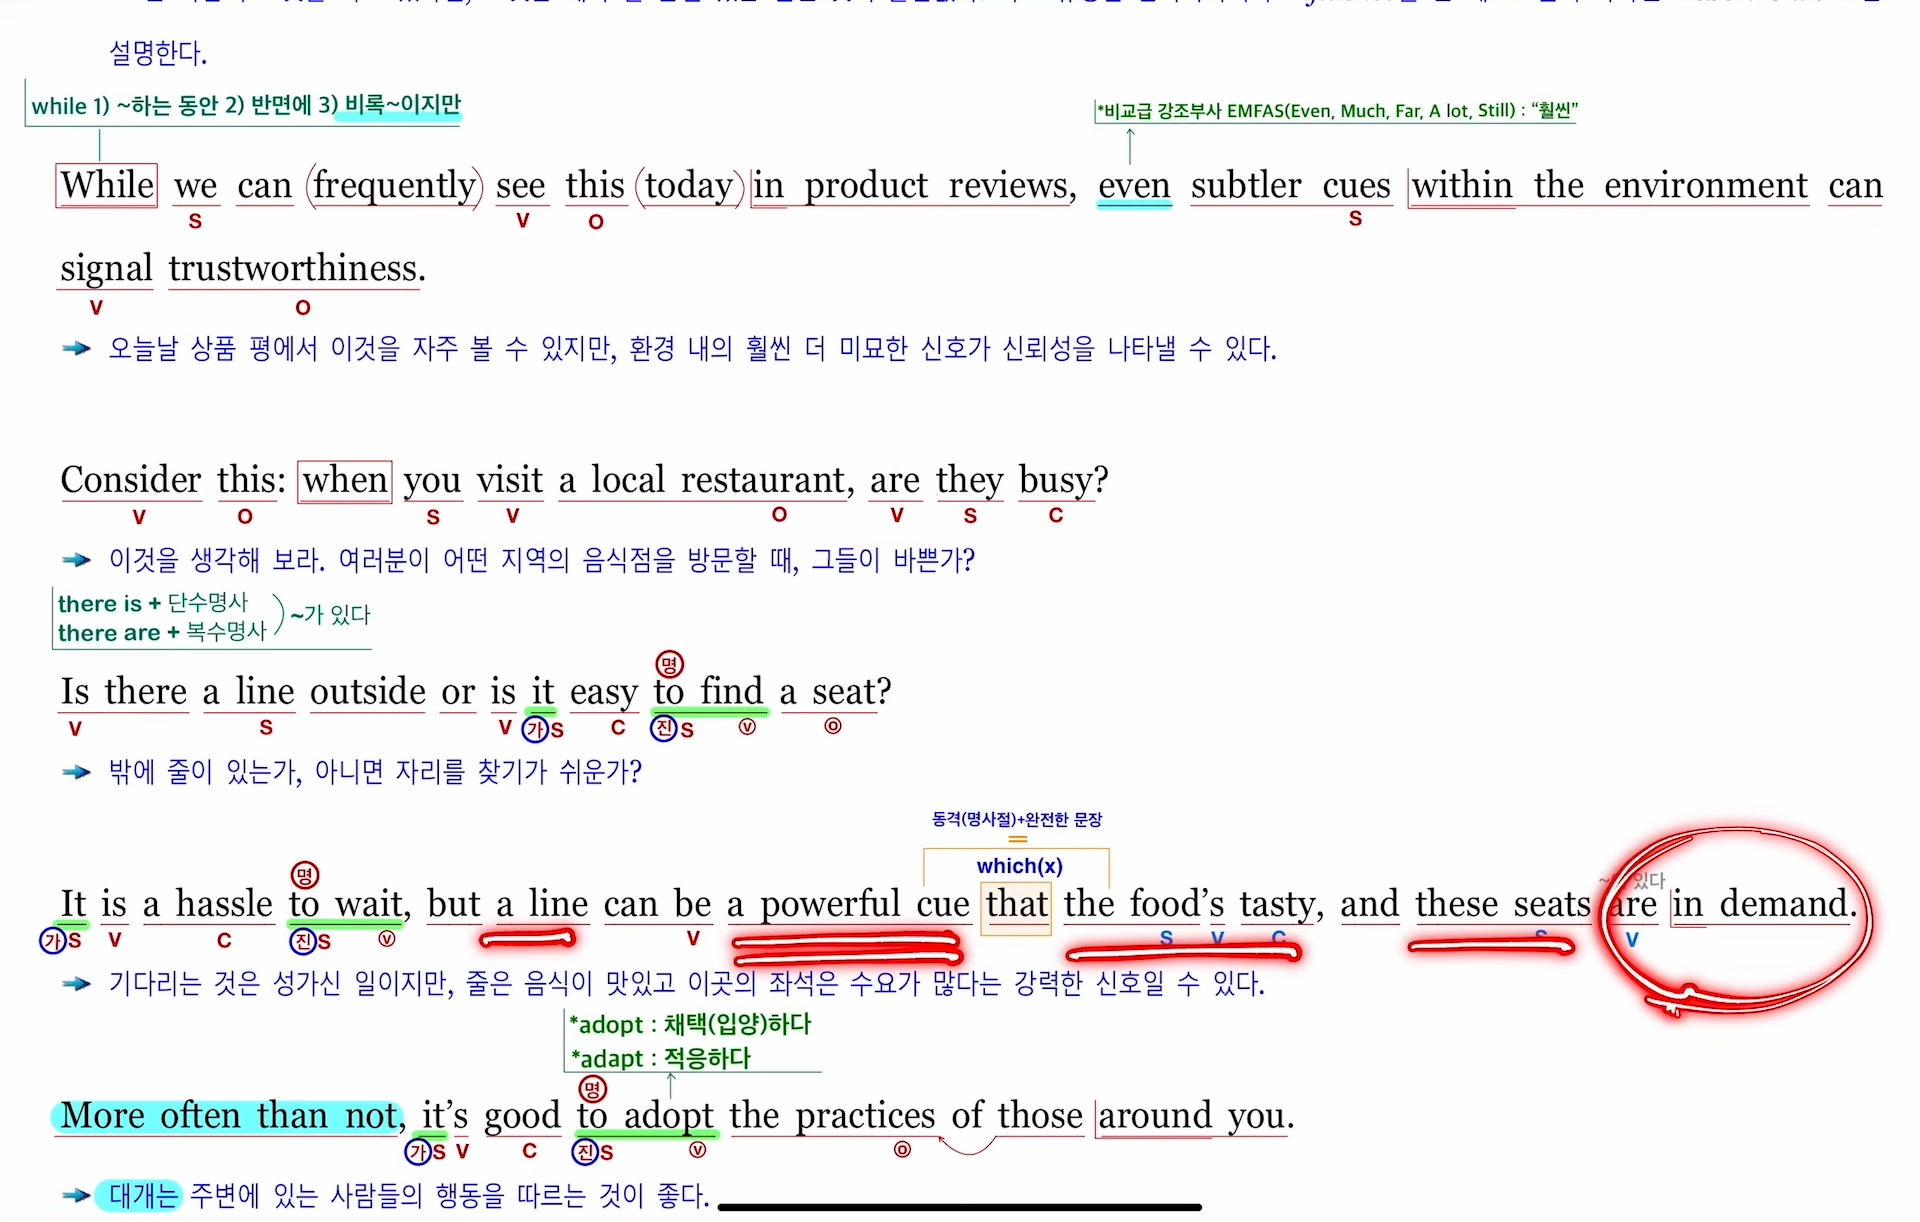 설명한다.
while 1) ~하는 동안 2) 반면에 3) 비록~이지만
*비교급 강조부사 EMFAS(Even, Much, Far, A lot, Still) : “훨씬”
While we can (frequently) see this (today) in product reviews, even subtler cues within the environment can
S V O S
signal trustworthiness.
V O
오늘날 상품 평에서 이것을 자주 볼 수 있지만, 환경 내의 훨씬 더 미묘한 신호가 신뢰성을 나타낼 수 있다.
Consider this: when you visit a local restaurant, are they busy?
V O S V O V S C
이것을 생각해 보라. 여러분이 어떤 지역의 음식점을 방문할 때, 그들이 바쁜가?
there is + 단수명사
there are + 복수명사
~가 있다
명
Is there a line outside or is it easy to find a seat?
V S V 가S C 진S ⓥ ⓞ
밖에 줄이 있는가, 아니면 자리를 찾기가 쉬운가?
동격(명사절)+완전한 문장
=
which(x)
명
있다
It is a hassle to wait, but a line can be a powerful cue that the food’s tasty, and these seats are in demand.
가S V C 진S ⓥ V S V C S V
기다리는 것은 성가신 일이지만, 줄은 음식이 맛있고 이곳의 좌석은 수요가 많다는 강력한 신호일 수 있다.
*adopt : 채택(입양)하다
*adapt : 적응하다
명
More often than not, it’s good to adopt the practices of those around you.
가S V C 진S ⓥ ⓞ
대개는 주변에 있는 사람들의 행동을 따르는 것이 좋다.